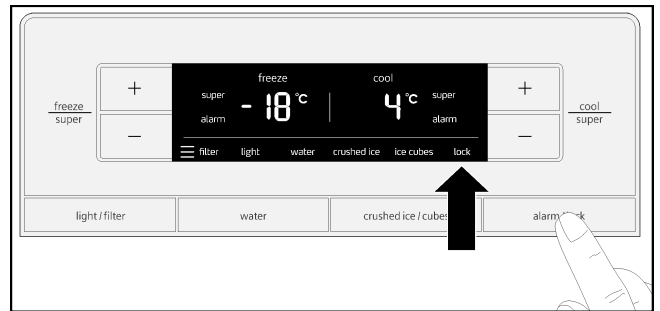 freeze
super
+
−
freeze cool
super super
- 18 °C 4 °C
alarm alarm
filter light water crushed ice ice cubes lock
+
−
cool
super
light / filter water crushed ice / cubes